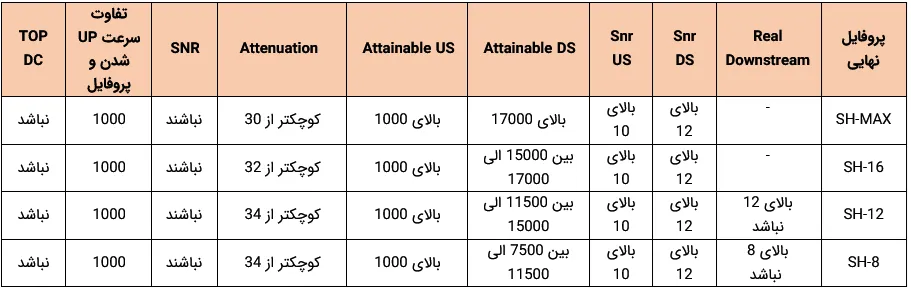 پروفایل نهایی | Real Downstream | Snr DS | Snr US | Attainable DS | Attainable US | Attenuation | SNR | تفاوت سرعت UP شدن و پروفایل | TOP DC
SH-MAX | - | بالای 12 | بالای 10 | بالای 17000 | بالای 1000 | کوچکتر از 30 | نباشند | 1000 | نباشد
SH-16 | - | بالای 12 | بالای 10 | بین 15000 الی 17000 | بالای 1000 | کوچکتر از 32 | نباشند | 1000 | نباشد
SH-12 | بالای 12 نباشد | بالای 12 | بالای 10 | بین 11500 الی 15000 | بالای 1000 | کوچکتر از 34 | نباشند | 1000 | نباشد
SH-8 | بالای 8 نباشد | بالای 12 | بالای 10 | بین 7500 الی 11500 | بالای 1000 | کوچکتر از 34 | نباشند | 1000 | نباشد